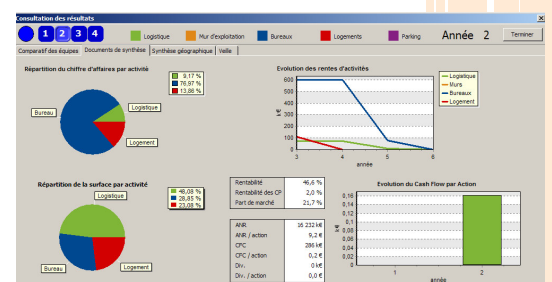 Consultation des résultats
1 2 3 4 Logistique Mur d'exploitation Bureaux Logements Parking Année 2 Terminer
Comparatif des équipes Documents de synthèse Synthèse géographique Veille
Répartition du chiffre d'affaires par activité
9,17 %
76,97 %
13,86 %
Bureau
Logistique
Logement
Evolution des rentes d'activités
600
500
400
300
200
100
0
k€
3 4 5 6
année
Logistique
Murs
Bureaux
Logement
Répartition de la surface par activité
48,08 %
28,85 %
23,08 %
Logistique
Bureau
Logement
Rentabilité 46,6 %
Rentabilité des CP 2,0 %
Part de marché 21,7 %
ANR 16 232 k€
ANR / action 9,2 €
CPC 286 k€
CPC / action 0,2 €
Div. 0 k€
Div. / action 0,0 €
Evolution du Cash Flow par Action
0,16
0,14
0,12
0,1
0,08
0,06
0,04
0,02
0
k€
1 2
année